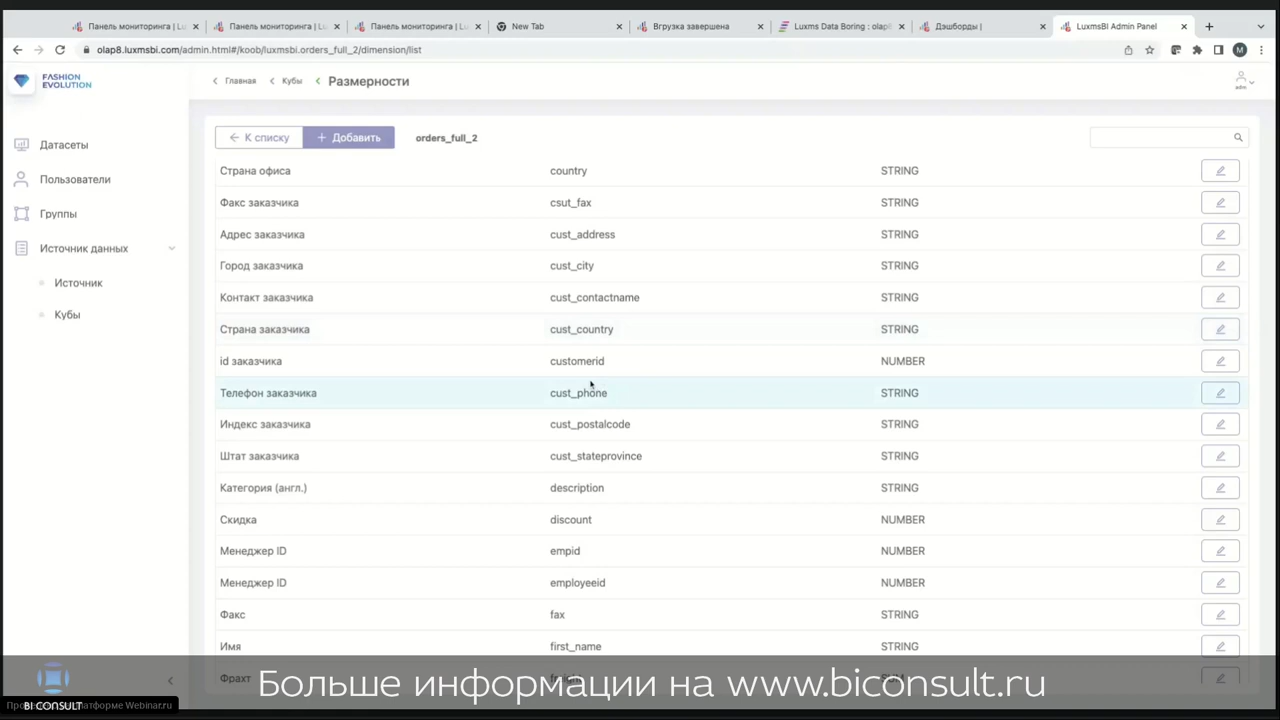 Панель мониторинга | Lu
Панель мониторинга | Lu
Панель мониторинга | Lu
New Tab
Вгрузка завершена
Luxms Data Boring : olap
Дэшборды |
LuxmsBI Admin Panel
olap8.luxmsbi.com/admin.html#/koob/luxmsbi.orders_full_2/dimension/list
M
FASHION
EVOLUTION
Главная
Кубы
Размерности
adm
Датасеты
Пользователи
Группы
Источник данных
Источник
Кубы
К списку
+ Добавить
orders_full_2
Страна офиса country STRING
Факс заказчика csut_fax STRING
Адрес заказчика cust_address STRING
Город заказчика cust_city STRING
Контакт заказчика cust_contactname STRING
Страна заказчика cust_country STRING
id заказчика customerid NUMBER
Телефон заказчика cust_phone STRING
Индекс заказчика cust_postalcode STRING
Штат заказчика cust_stateprovince STRING
Категория (англ.) description STRING
Скидка discount NUMBER
Менеджер ID empid NUMBER
Менеджер ID employeeid NUMBER
Факс fax STRING
Имя first_name STRING
Фрахт
Больше информации на www.biconsult.ru
BI CONSULT
Webinar.ru